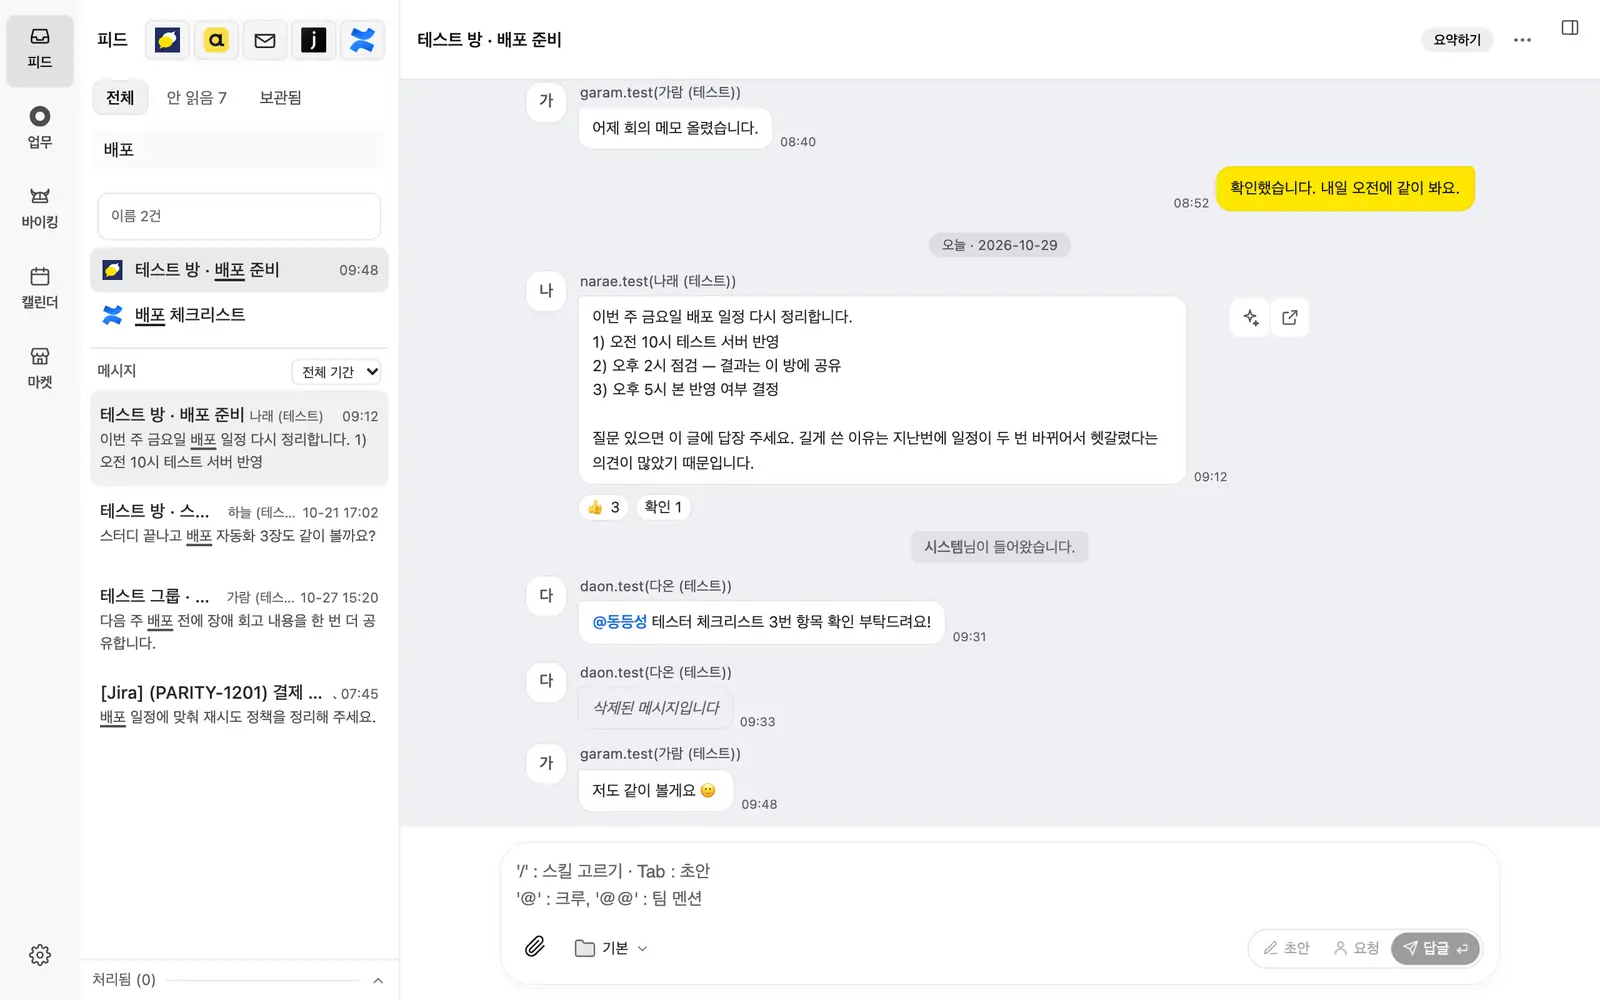 피드
업무
바이킹
캘린더
마켓
피드
a
j
전체
안 읽음 7
보관됨
배포
이름 2건
테스트 방 · 배포 준비 09:48
배포 체크리스트
메시지
전체 기간
테스트 방 · 배포 준비 나래 (테스트) 09:12
이번 주 금요일 배포 일정 다시 정리합니다. 1)
오전 10시 테스트 서버 반영
테스트 방 · 스... 하늘 (테스... 10-21 17:02
스터디 끝나고 배포 자동화 3장도 같이 볼까요?
테스트 그룹 · ... 가람 (테스... 10-27 15:20
다음 주 배포 전에 장애 회고 내용을 한 번 더 공
유합니다.
[Jira] (PARITY-1201) 결제 ... 07:45
배포 일정에 맞춰 재시도 정책을 정리해 주세요.
처리됨 (0)
테스트 방 · 배포 준비
요약하기
가
garam.test(가람 (테스트))
어제 회의 메모 올렸습니다.
08:40
확인했습니다. 내일 오전에 같이 봐요.
08:52
오늘 · 2026-10-29
나
narae.test(나래 (테스트))
이번 주 금요일 배포 일정 다시 정리합니다.
1) 오전 10시 테스트 서버 반영
2) 오후 2시 점검 — 결과는 이 방에 공유
3) 오후 5시 본 반영 여부 결정
질문 있으면 이 글에 답장 주세요. 길게 쓴 이유는 지난번에 일정이 두 번 바뀌어서 헷갈렸다는
의견이 많았기 때문입니다.
09:12
👍 3
확인 1
시스템님이 들어왔습니다.
다
daon.test(다온 (테스트))
@동등성 테스터 체크리스트 3번 항목 확인 부탁드려요!
09:31
다
daon.test(다온 (테스트))
삭제된 메시지입니다
09:33
가
garam.test(가람 (테스트))
저도 같이 볼게요 🙂
09:48
'/' : 스킬 고르기 · Tab : 초안
'@' : 크루, '@@' : 팀 멘션
기본
초안
요청
답글